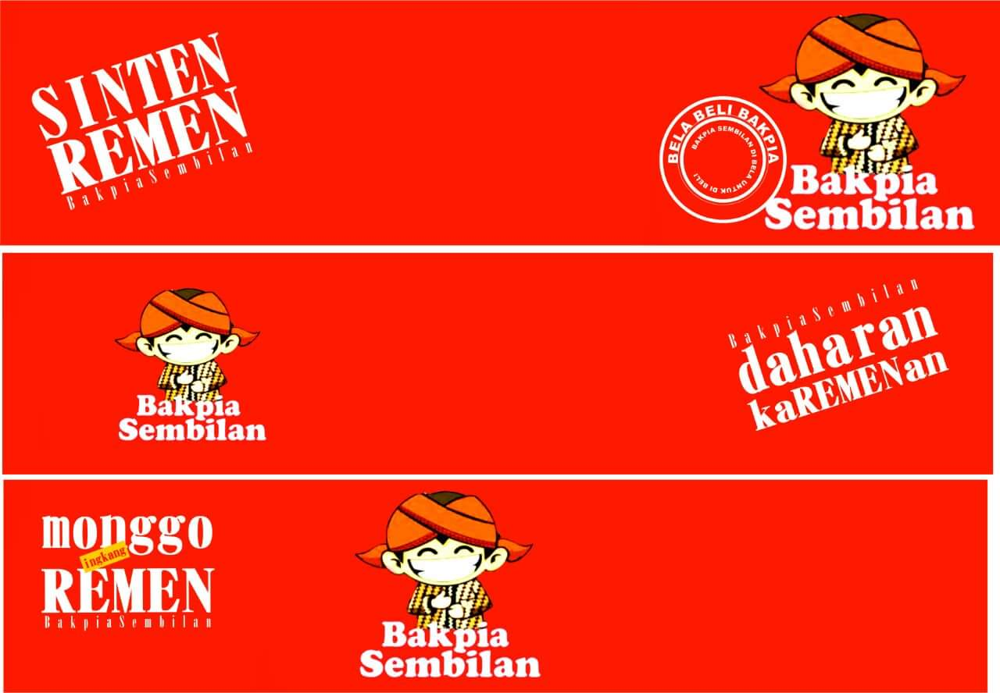 SINTEN
REMEN
BakpiaSembilan
BELA BELI BAKPIA
BAKPIA SEMBILAN DI BELA UNTUK DI BELI
Bakpia
Sembilan
Bakpia
Sembilan
BakpiaSembilan
daharan
kaREMENan
monggo
ingkang
REMEN
BakpiaSembilan
Bakpia
Sembilan